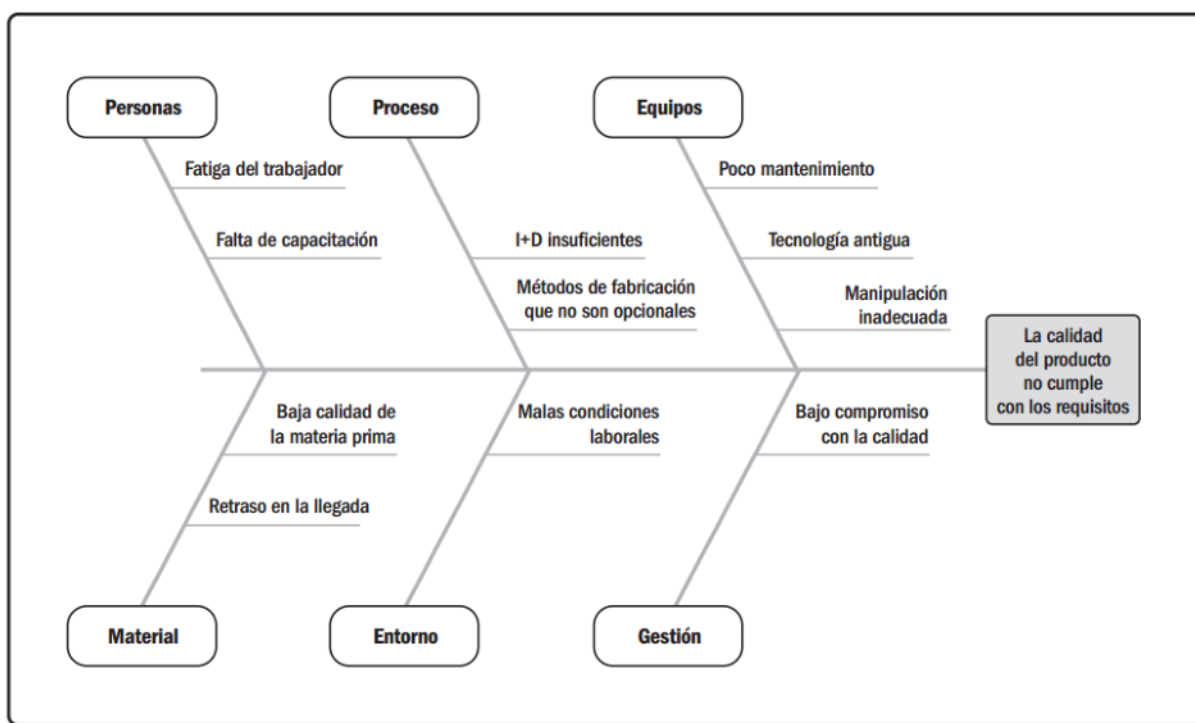 Personas
Proceso
Equipos
Fatiga del trabajador
Poco mantenimiento
Falta de capacitación
I+D insuficientes
Tecnología antigua
Métodos de fabricación
que no son opcionales
Manipulación
inadecuada
La calidad
del producto
no cumple
con los requisitos
Baja calidad de
la materia prima
Malas condiciones
laborales
Bajo compromiso
con la calidad
Retraso en la llegada
Material
Entorno
Gestión